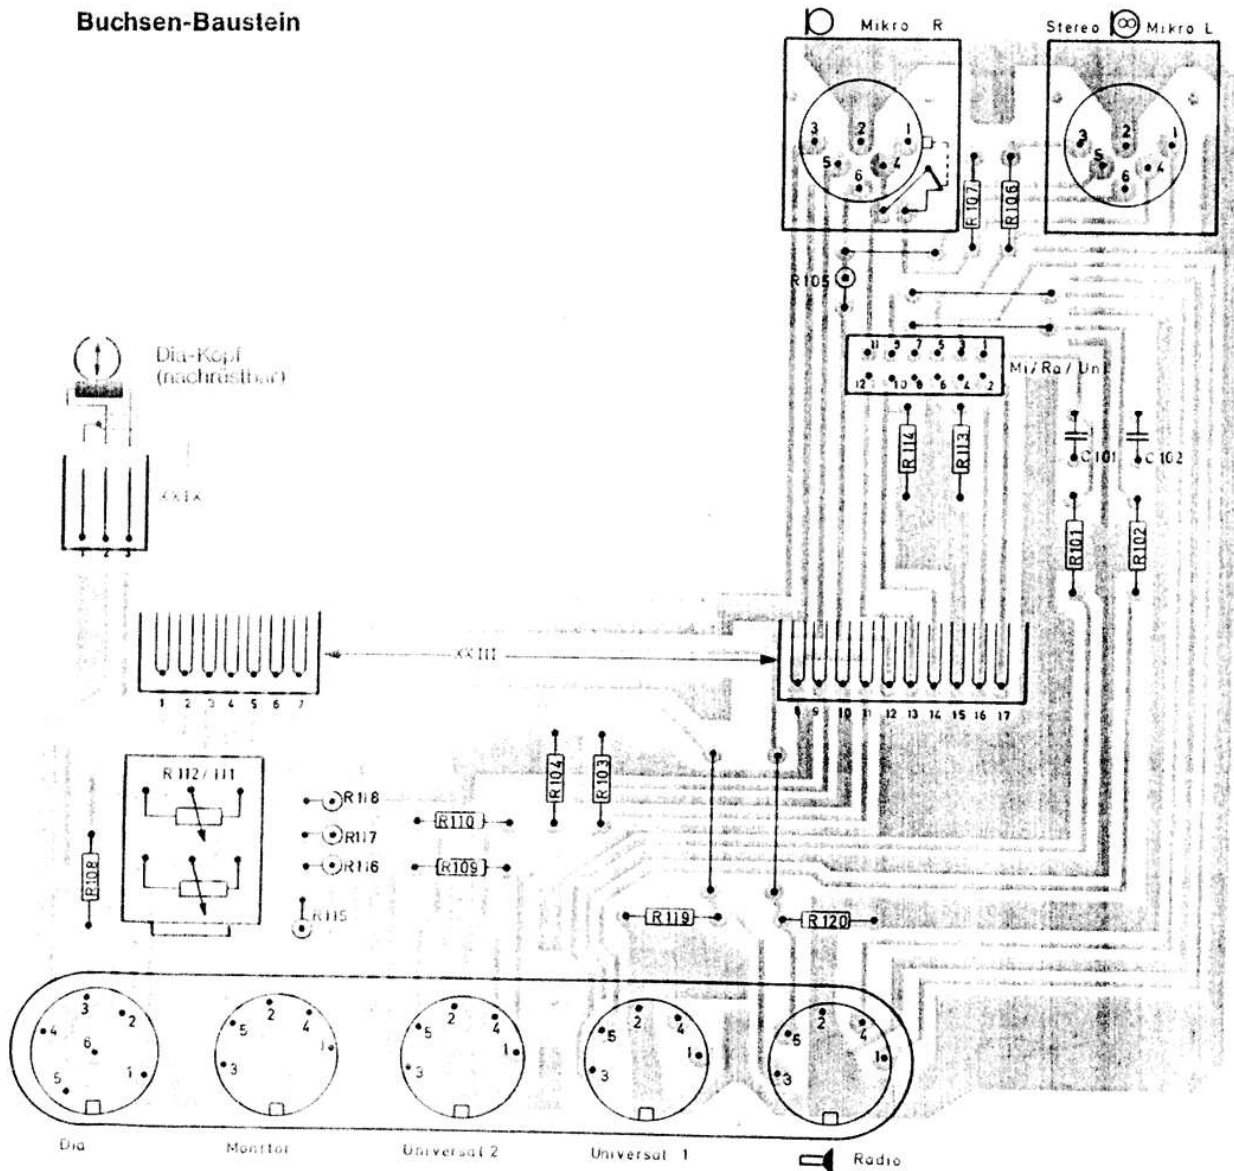 Buchsen-Baustein
Mikro R
Stereo Mikro L
3 2 1
5 4
6
3 2 1
5 4
6
R107
R106
R105
Dia-Kopf
(nachrüstbar)
11 9 7 5 3 1
12 10 8 6 4 2
Mi/Ra/Uni
R114
R113
C101
C102
XXIX
1 2 3
R101
R102
XXIII
1 2 3 4 5 6 7
8 9 10 11 12 13 14 15 16 17
R112/111
R104
R103
R118
R110
R117
R109
R116
R108
R115
R119
R120
3 2 4 6 1 5
2 4 5 1 3
2 4 5 1 3
2 4 5 1 3
2 4 5 1 3
Dia
Monitor
Universal 2
Universal 1
Radio